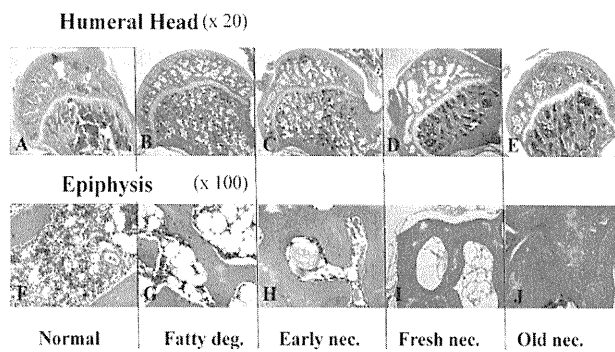 Humeral Head (x 20)
A B C D E
Epiphysis (x 100)
F G H I J
Normal Fatty deg. Early nec. Fresh nec. Old nec.